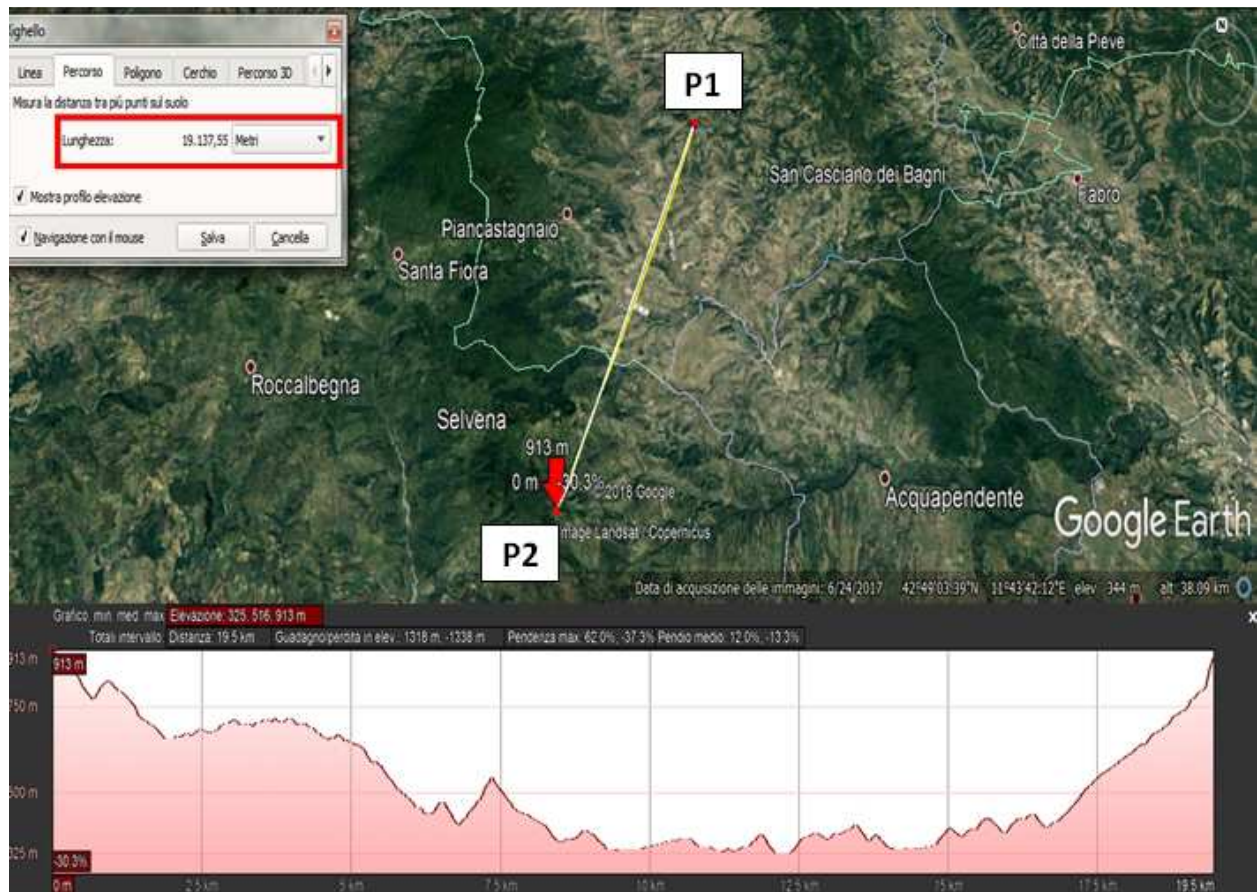 ighello
Linea Percorso Poligono Cerchio Percorso 3D
Misura la distanza tra più punti sul suolo
Lunghezza: 19.137,55 Metri
Mostra profilo elevazione
Navigazione con il mouse Salva Cancella
N
Città della Pieve
P1
San Casciano dei Bagni
Fabro
Piancastagnaio
Santa Fiora
Roccalbegna
Selvena
913 m
0 m -30.3%
© 2018 Google
Acquapendente
Image Landsat / Copernicus
Google Earth
P2
Data di acquisizione delle immagini: 6/24/2017 42°49'03.39"N 11°43'42.12"E elev 344 m alt 38.09 km
Grafico min med max Elevazione: 325, 516, 913 m
Totali intervallo: Distanza: 19.5 km Guadagno/perdita in elev.: 1318 m, -1338 m Pendenza max: 62.0%, -37.3% Pendio medio: 12.0%, -13.3%
913 m 913 m
750 m
500 m
325 m
-30.3%
0 m 2.5 km 5 km 7.5 km 10 km 12.5 km 15 km 17.5 km 19.5 km